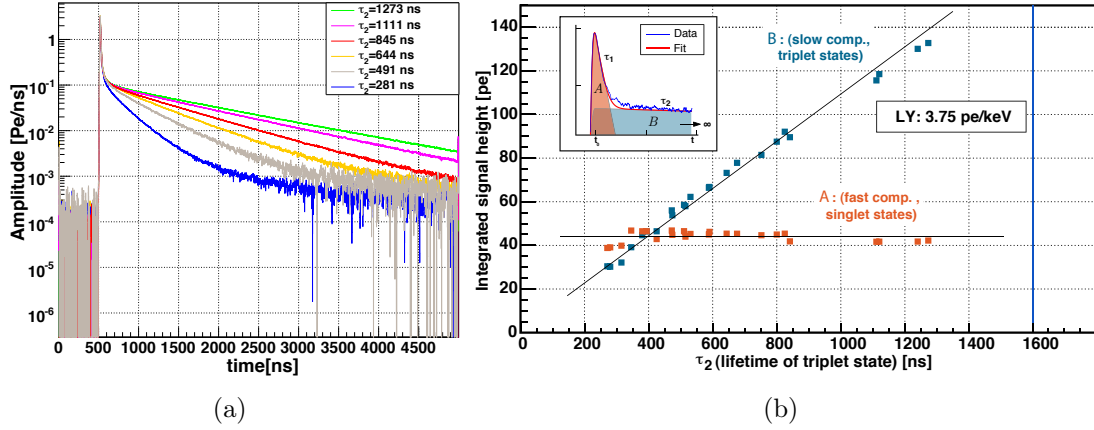 τ2=1273 ns
τ2=1111 ns
τ2=845 ns
τ2=644 ns
τ2=491 ns
τ2=281 ns
Amplitude [Pe/ns]
1
10-1
10-2
10-3
10-4
10-5
10-6
0 500 1000 1500 2000 2500 3000 3500 4000 4500
time[ns]
(a)
Integrated signal height [pe]
140
120
100
80
60
40
20
0
0 200 400 600 800 1000 1200 1400 1600 1800
τ2 (lifetime of triplet state) [ns]
Data
Fit
τ1
τ2
A
B
∞
ts
t
B : (slow comp.,
triplet states)
LY: 3.75 pe/keV
A : (fast comp. ,
singlet states)
(b)